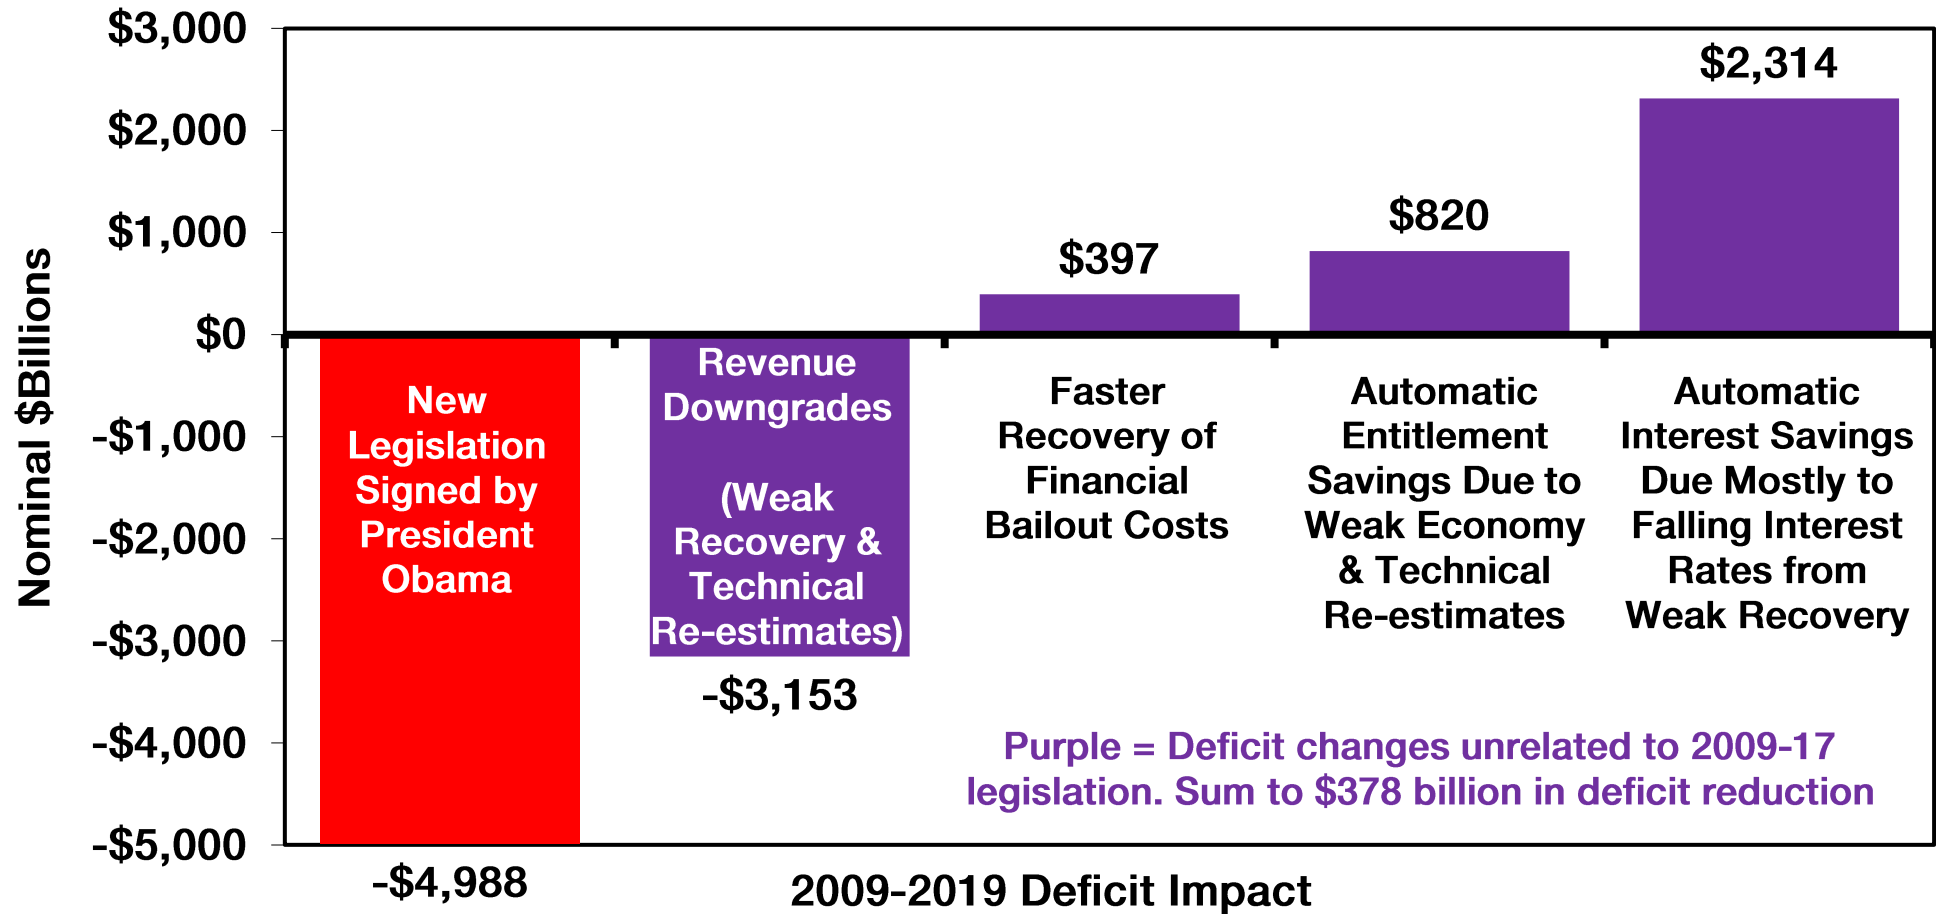 Nominal $Billions
$3,000
$2,000
$1,000
$0
-$1,000
-$2,000
-$3,000
-$4,000
-$5,000
New
Legislation
Signed by
President
Obama
-$4,988
Revenue
Downgrades
(Weak
Recovery &
Technical
Re-estimates)
-$3,153
$397
Faster
Recovery of
Financial
Bailout Costs
$820
Automatic
Entitlement
Savings Due to
Weak Economy
& Technical
Re-estimates
$2,314
Automatic
Interest Savings
Due Mostly to
Falling Interest
Rates from
Weak Recovery
Purple = Deficit changes unrelated to 2009-17
legislation. Sum to $378 billion in deficit reduction
2009-2019 Deficit Impact